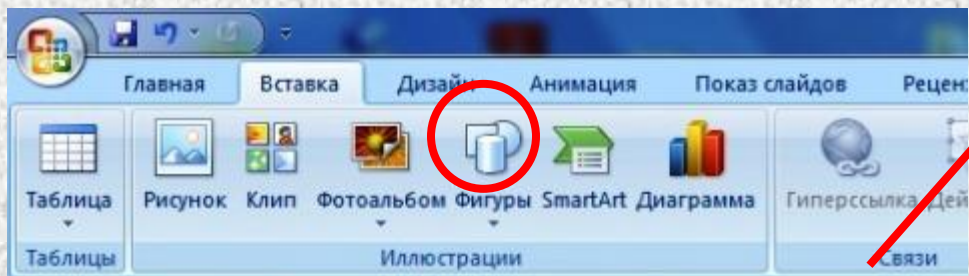 Главная Вставка Дизайн Анимация Показ слайдов
Таблица Рисунок Клип Фотоальбом Фигуры SmartArt Диаграмма Гиперссылка
Таблицы Иллюстрации Связи